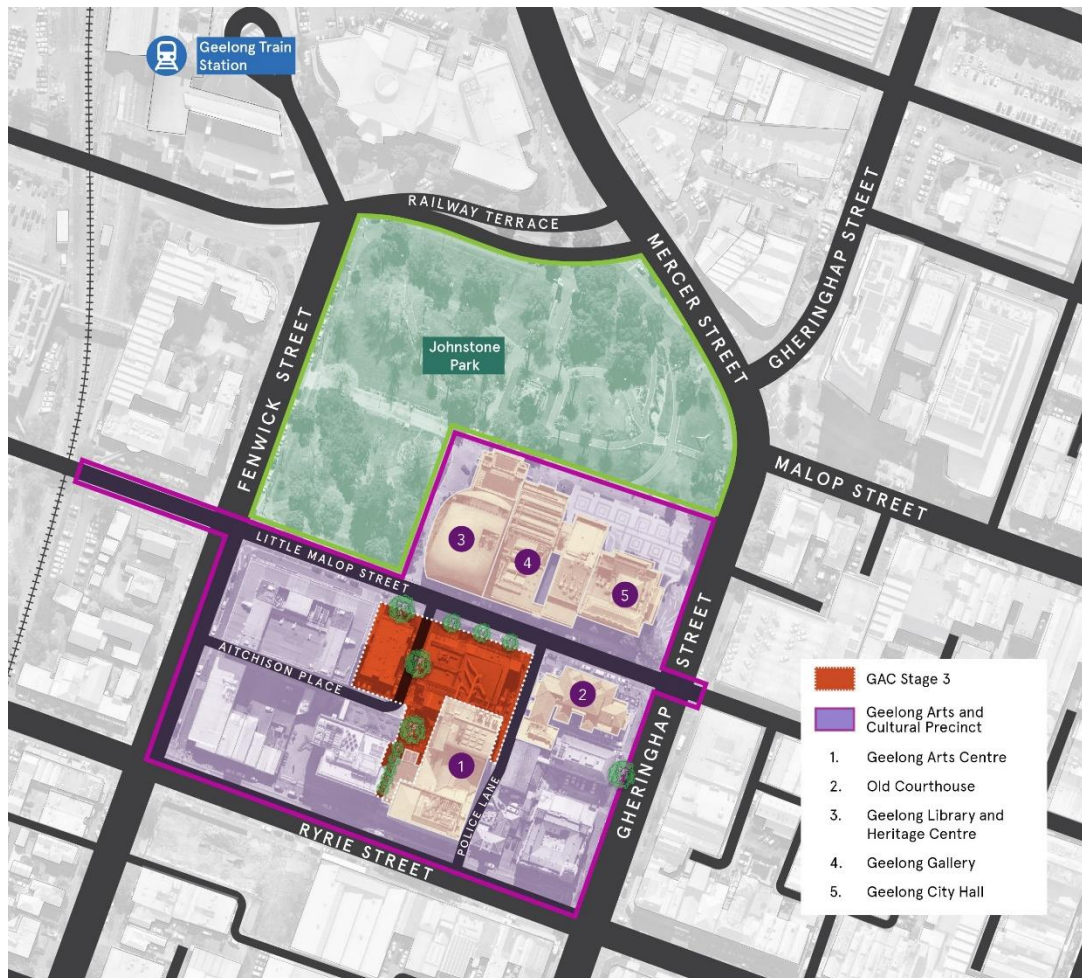 Geelong Train
Station
RAILWAY TERRACE
MERCER STREET
GHERINGHAP STREET
Johnstone
Park
FENWICK STREET
MALOP STREET
LITTLE MALOP STREET
3
4
5
AITCHISON PLACE
2
1
POLICE LANE
GHERINGHAP STREET
RYRIE STREET
GAC Stage 3
Geelong Arts and
Cultural Precinct
1. Geelong Arts Centre
2. Old Courthouse
3. Geelong Library and
Heritage Centre
4. Geelong Gallery
5. Geelong City Hall